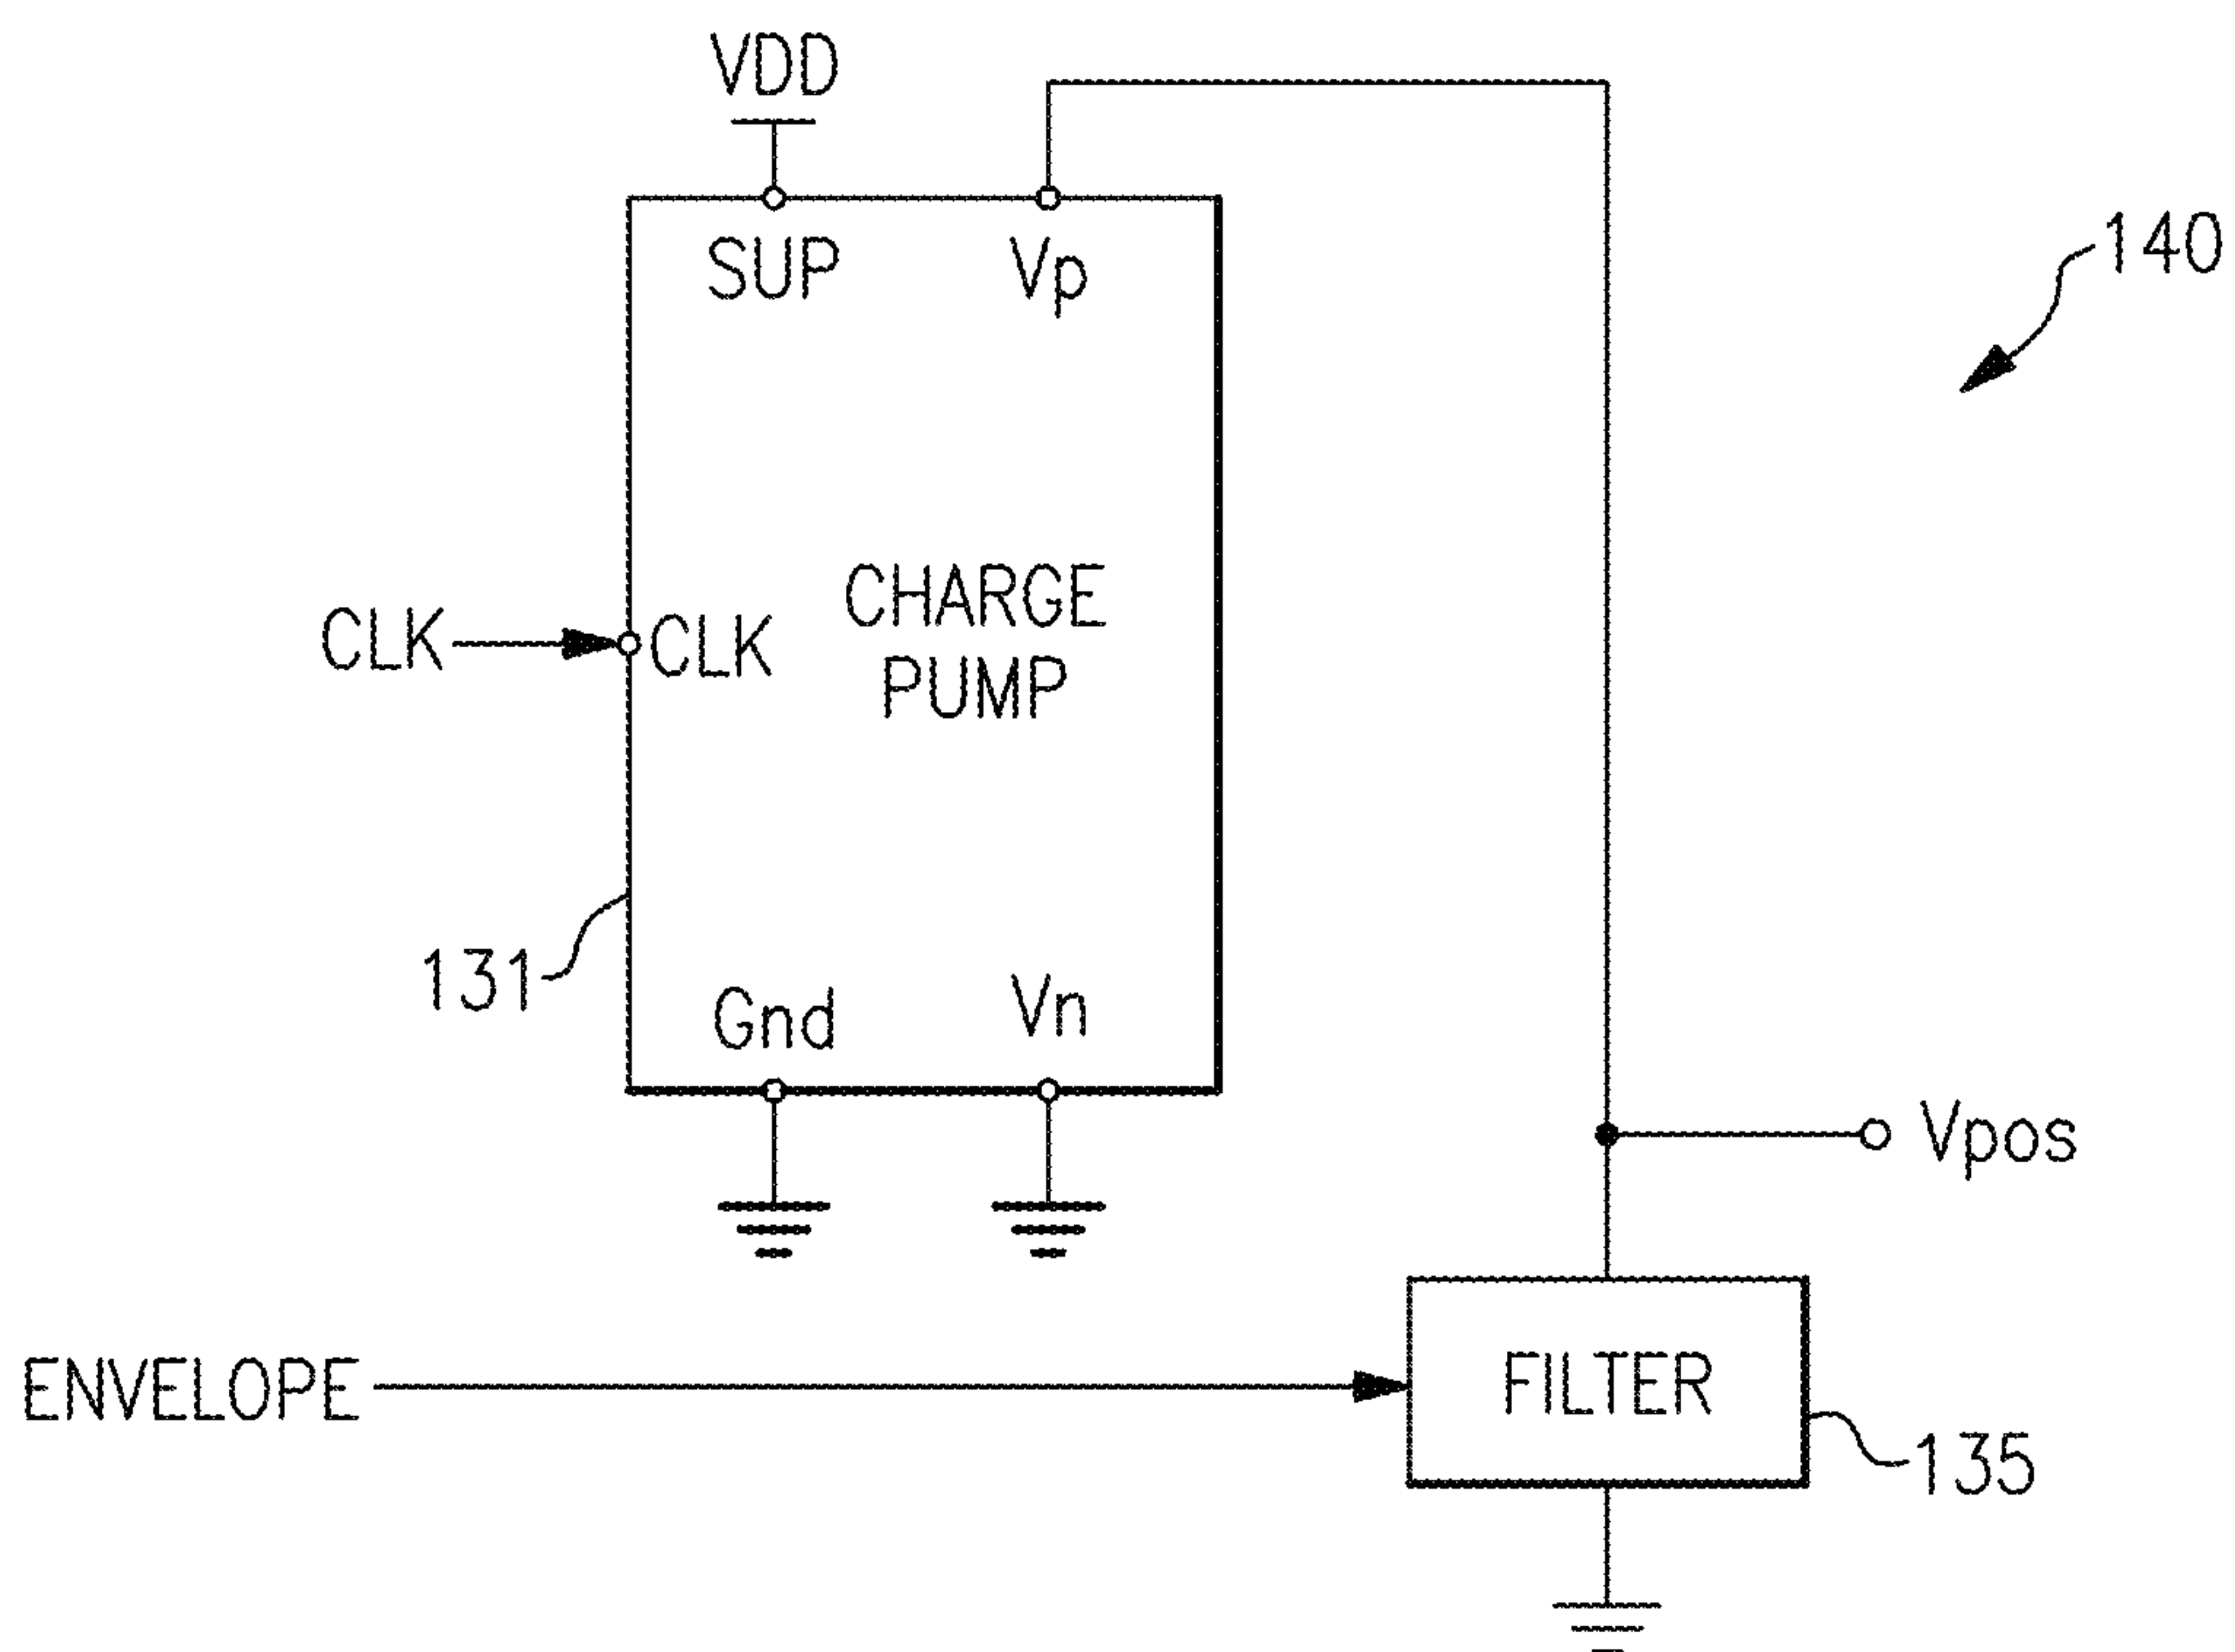 VDD
140
SUP
Vp
CHARGE
PUMP
CLK
CLK
131
Gnd
Vn
Vpos
ENVELOPE
FILTER
135